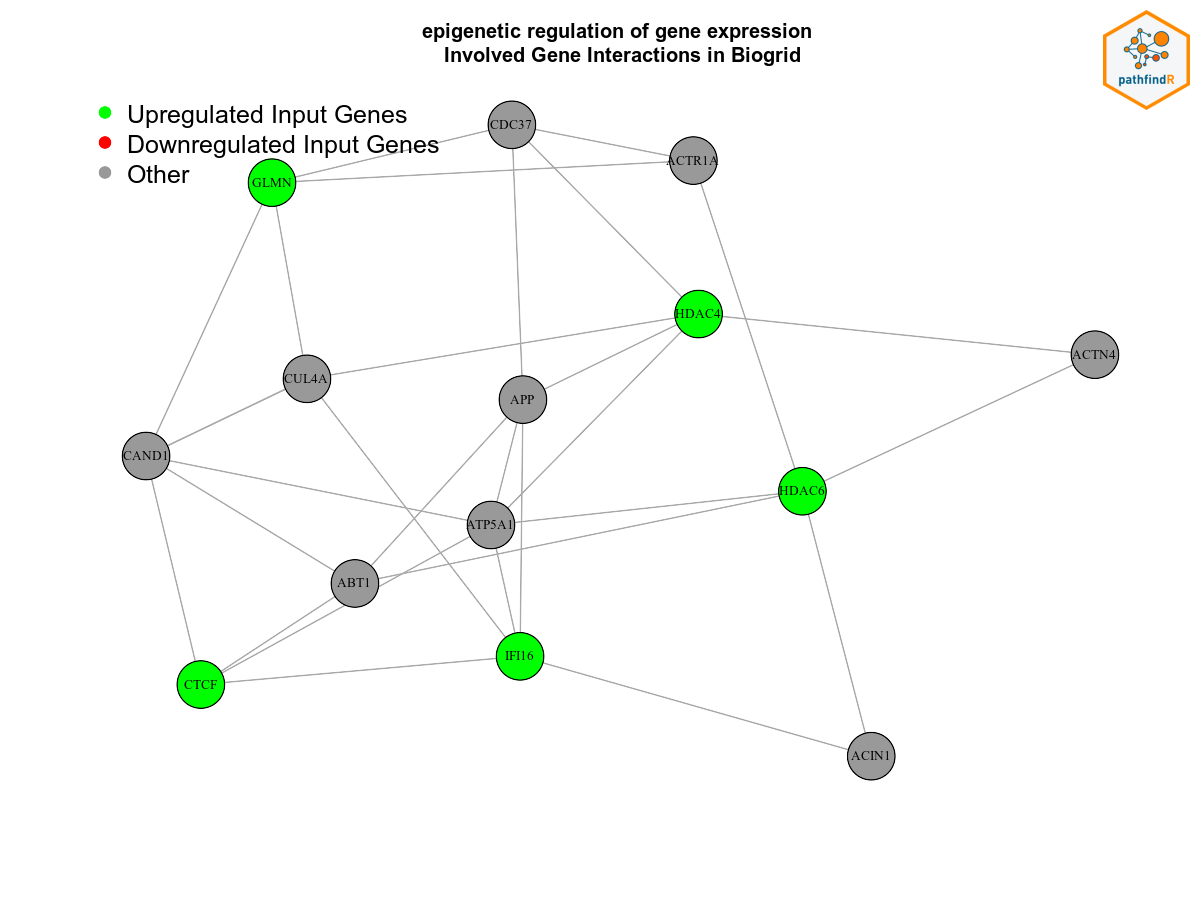 epigenetic regulation of gene expression
Involved Gene Interactions in Biogrid
pathfindR
Upregulated Input Genes
Downregulated Input Genes
Other
CDC37
ACTR1A
GLMN
HDAC4
ACTN4
CUL4A
APP
CAND1
HDAC6
ATP5A1
ABT1
IFI16
CTCF
ACIN1